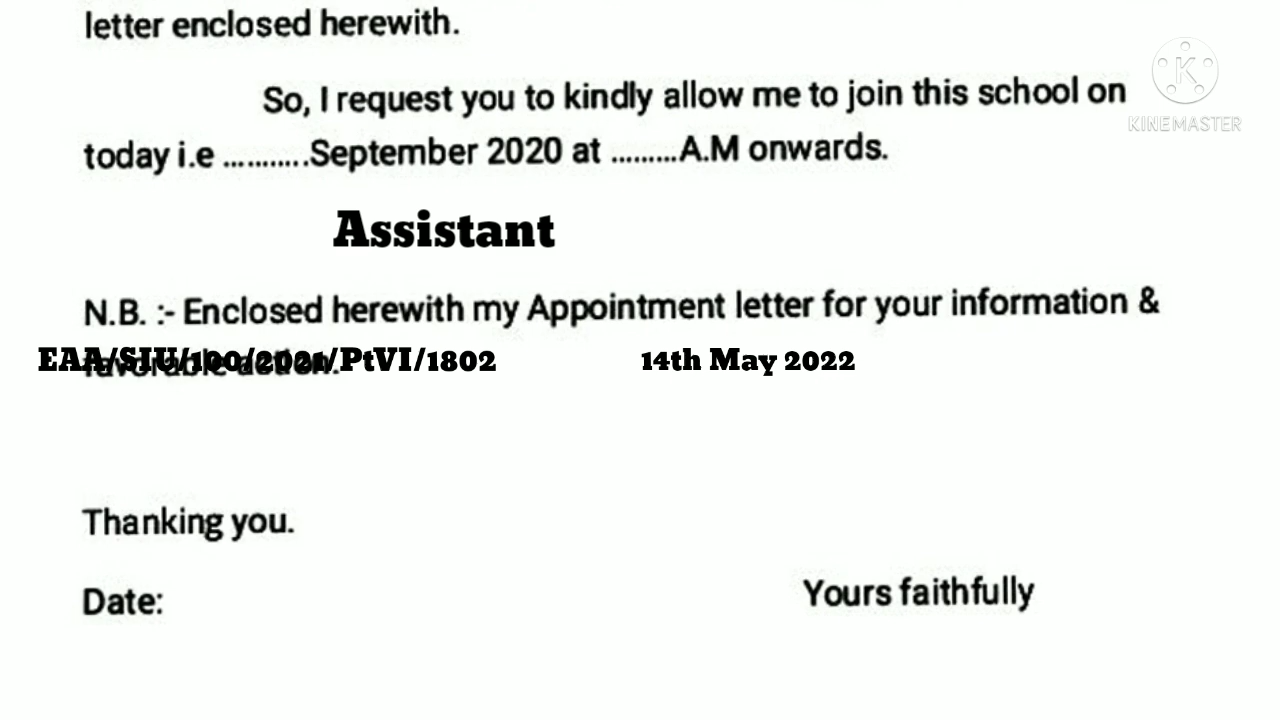 letter enclosed herewith.
So, I request you to kindly allow me to join this school on
today i.e ...........September 2020 at .........A.M onwards.
Assistant
N.B. :- Enclosed herewith my Appointment letter for your information &
EAA/SIU/100/2021/PtVI/1802 14th May 2022
favorable action.
Thanking you.
Date: Yours faithfully
KINEMASTER